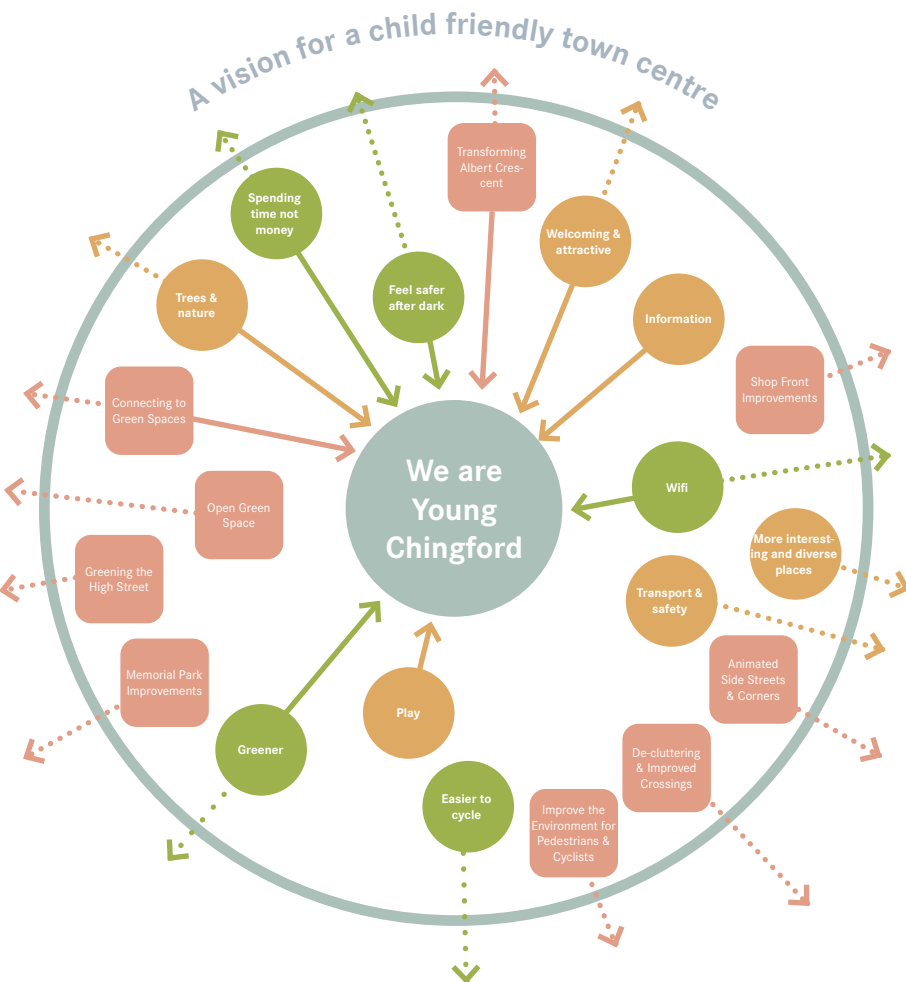 A vision for a child friendly town centre
Transforming
Albert Cres-
cent
Spending
time not
money
Welcoming &
attractive
Feel safer
after dark
Trees &
nature
Information
Shop Front
Improvements
Connecting to
Green Spaces
We are
Young
Chingford
Wifi
Open Green
Space
More interest-
ing and diverse
places
Greening the
High Street
Transport &
safety
Memorial Park
Improvements
Animated
Side Streets
& Corners
Play
Greener
De-cluttering
& Improved
Crossings
Easier to
cycle
Improve the
Environment for
Pedestrians &
Cyclists